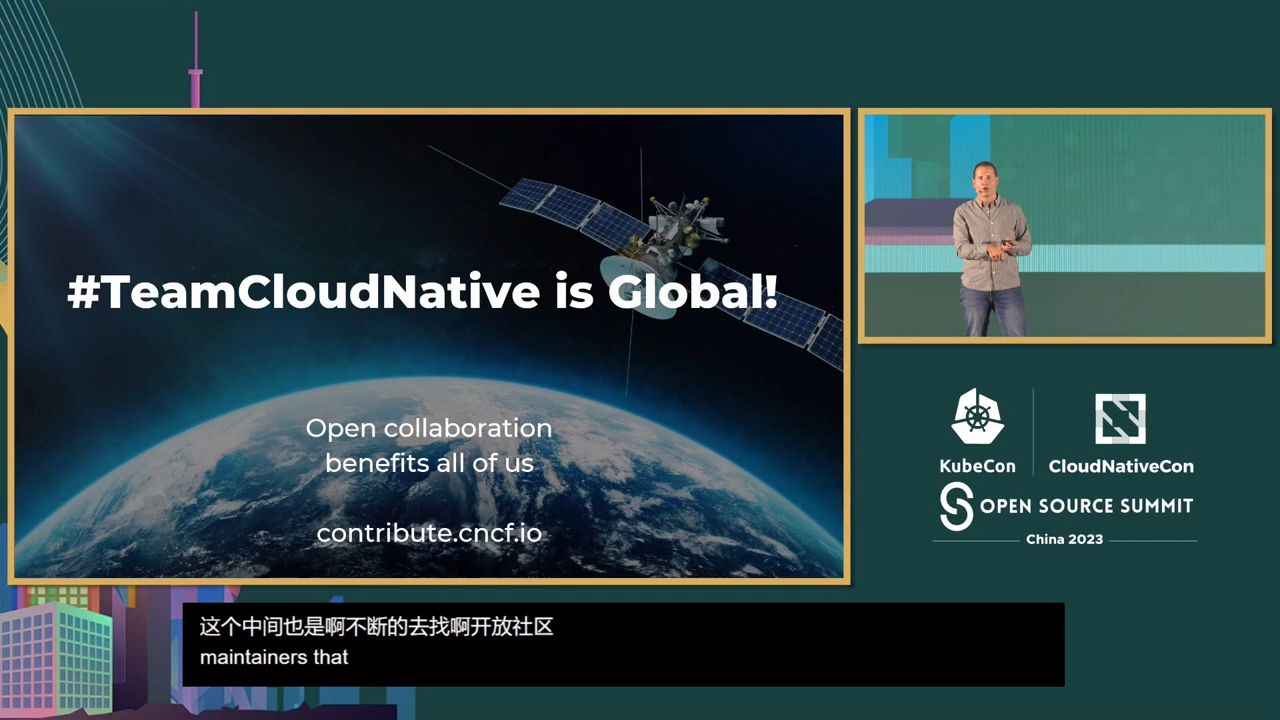 #TeamCloudNative is Global!
Open collaboration
benefits all of us
contribute.cncf.io
KubeCon
CloudNativeCon
OPEN SOURCE SUMMIT
China 2023
这个中间也是啊不断的去找啊开放社区
maintainers that